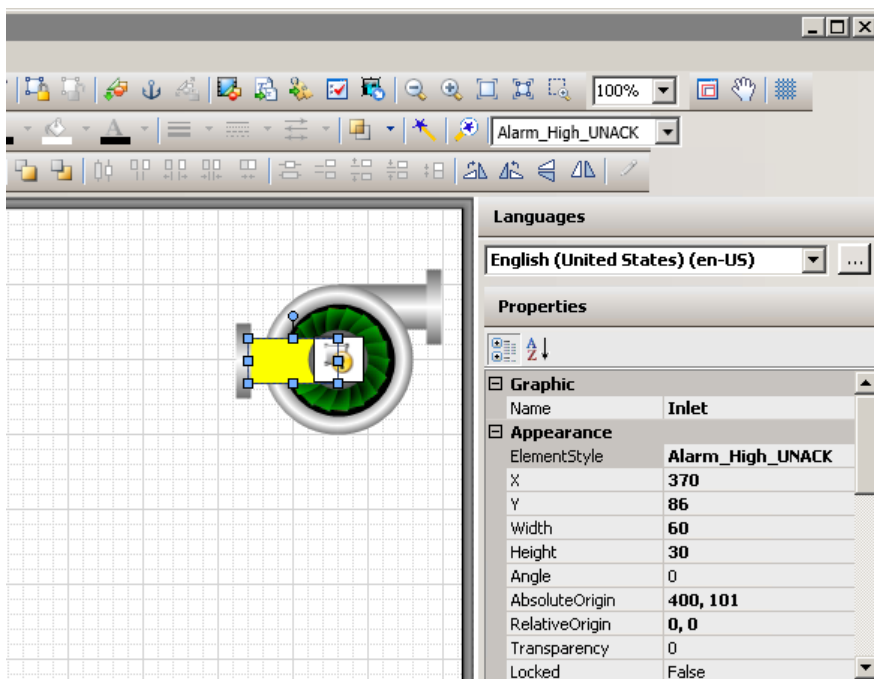 100%
A
Alarm_High_UNACK
Languages
English (United States) (en-US)
...
Properties
A
Z
Graphic
Name Inlet
Appearance
ElementStyle Alarm_High_UNACK
X 370
Y 86
Width 60
Height 30
Angle 0
AbsoluteOrigin 400, 101
RelativeOrigin 0, 0
Transparency 0
Locked False